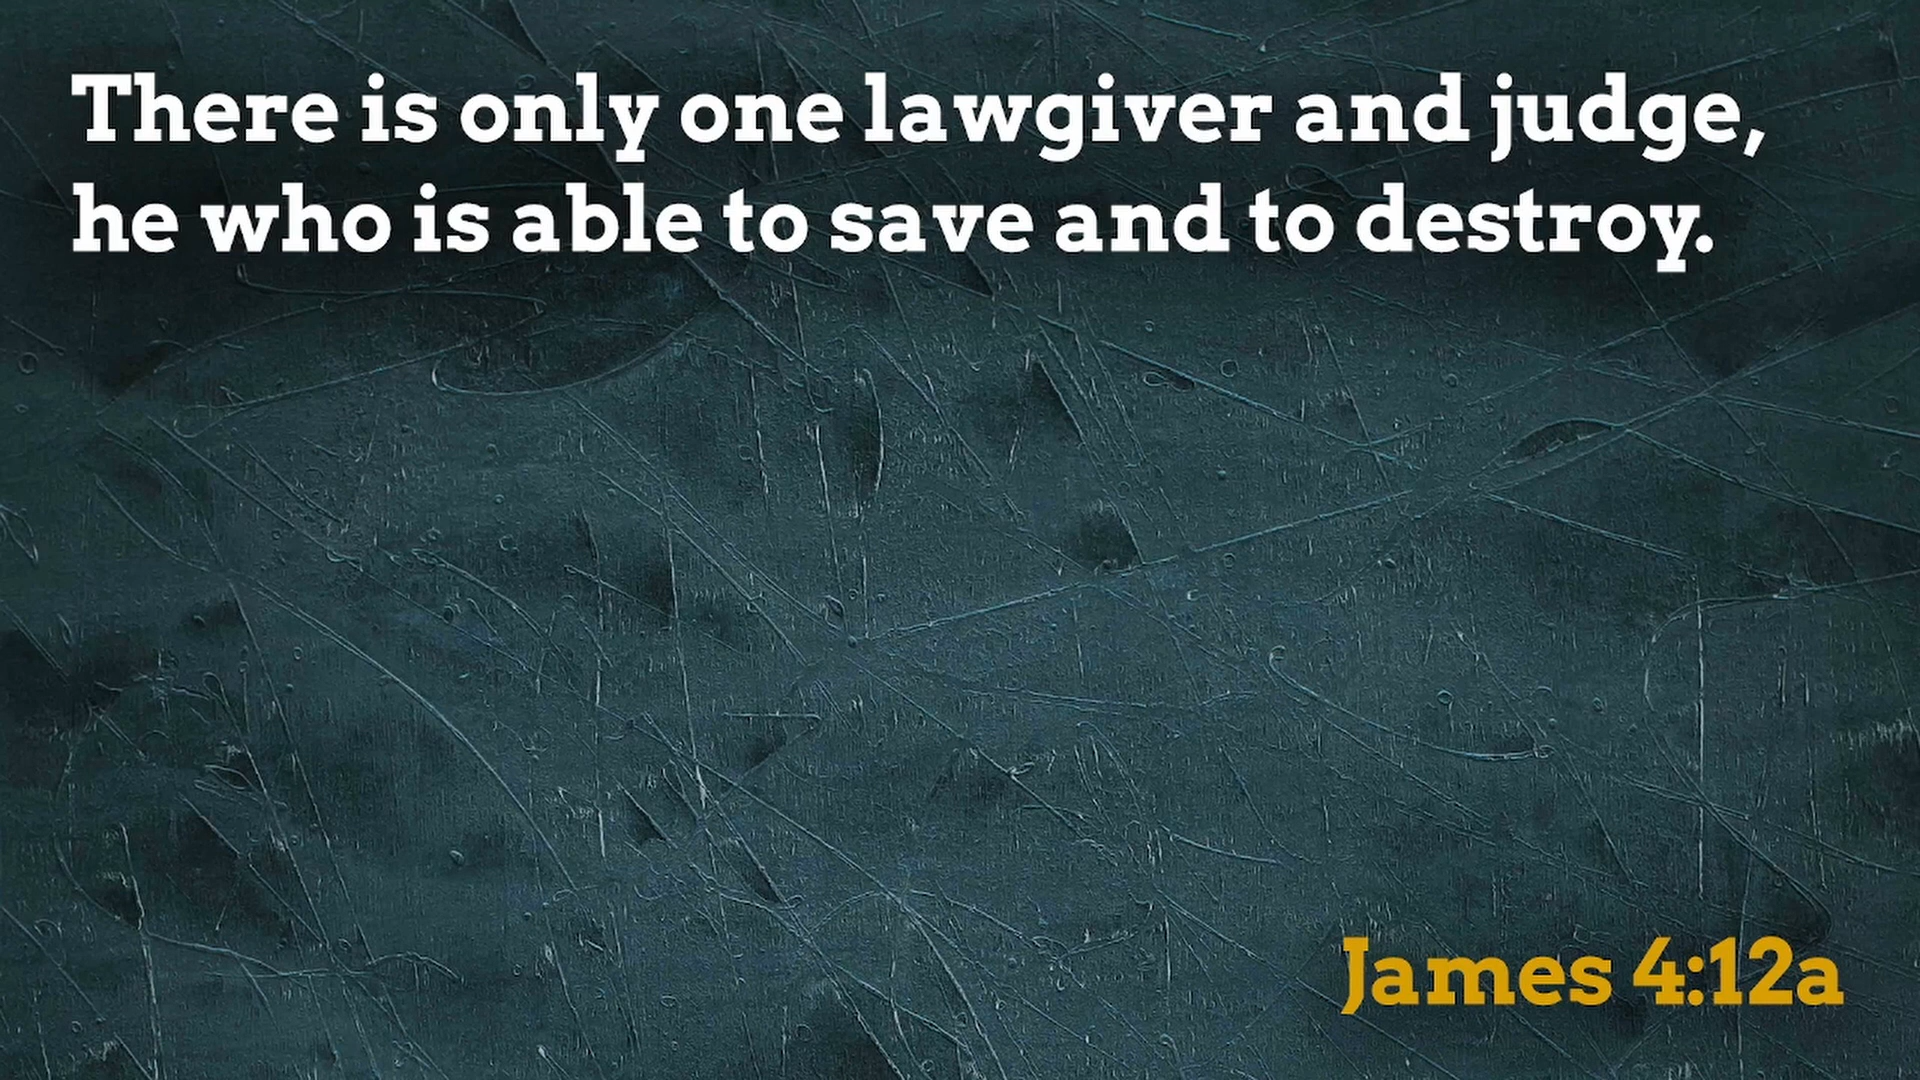 There is only one lawgiver and judge,
he who is able to save and to destroy.
James 4:12a